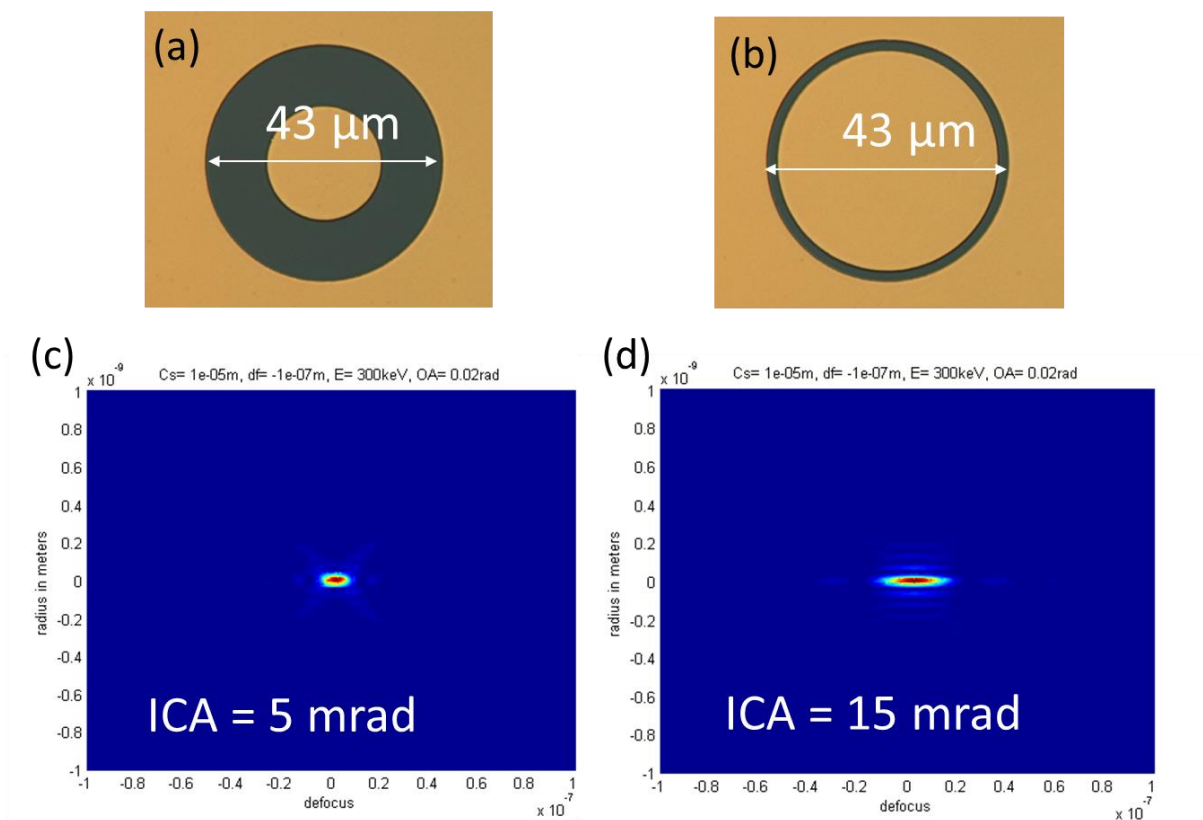 (a)
43 µm
(b)
43 µm
(c)
x 10^-9
Cs= 1e-05m, df= -1e-07m, E= 300keV, OA= 0.02rad
1
0.8
0.6
0.4
0.2
0
-0.2
-0.4
-0.6
-0.8
-1
radius in meters
ICA = 5 mrad
-1 -0.8 -0.6 -0.4 -0.2 0 0.2 0.4 0.6 0.8 1
defocus
x 10^-7
(d)
x 10^-9
Cs= 1e-05m, df= -1e-07m, E= 300keV, OA= 0.02rad
1
0.8
0.6
0.4
0.2
0
-0.2
-0.4
-0.6
-0.8
-1
radius in meters
ICA = 15 mrad
-1 -0.8 -0.6 -0.4 -0.2 0 0.2 0.4 0.6 0.8 1
defocus
x 10^-7